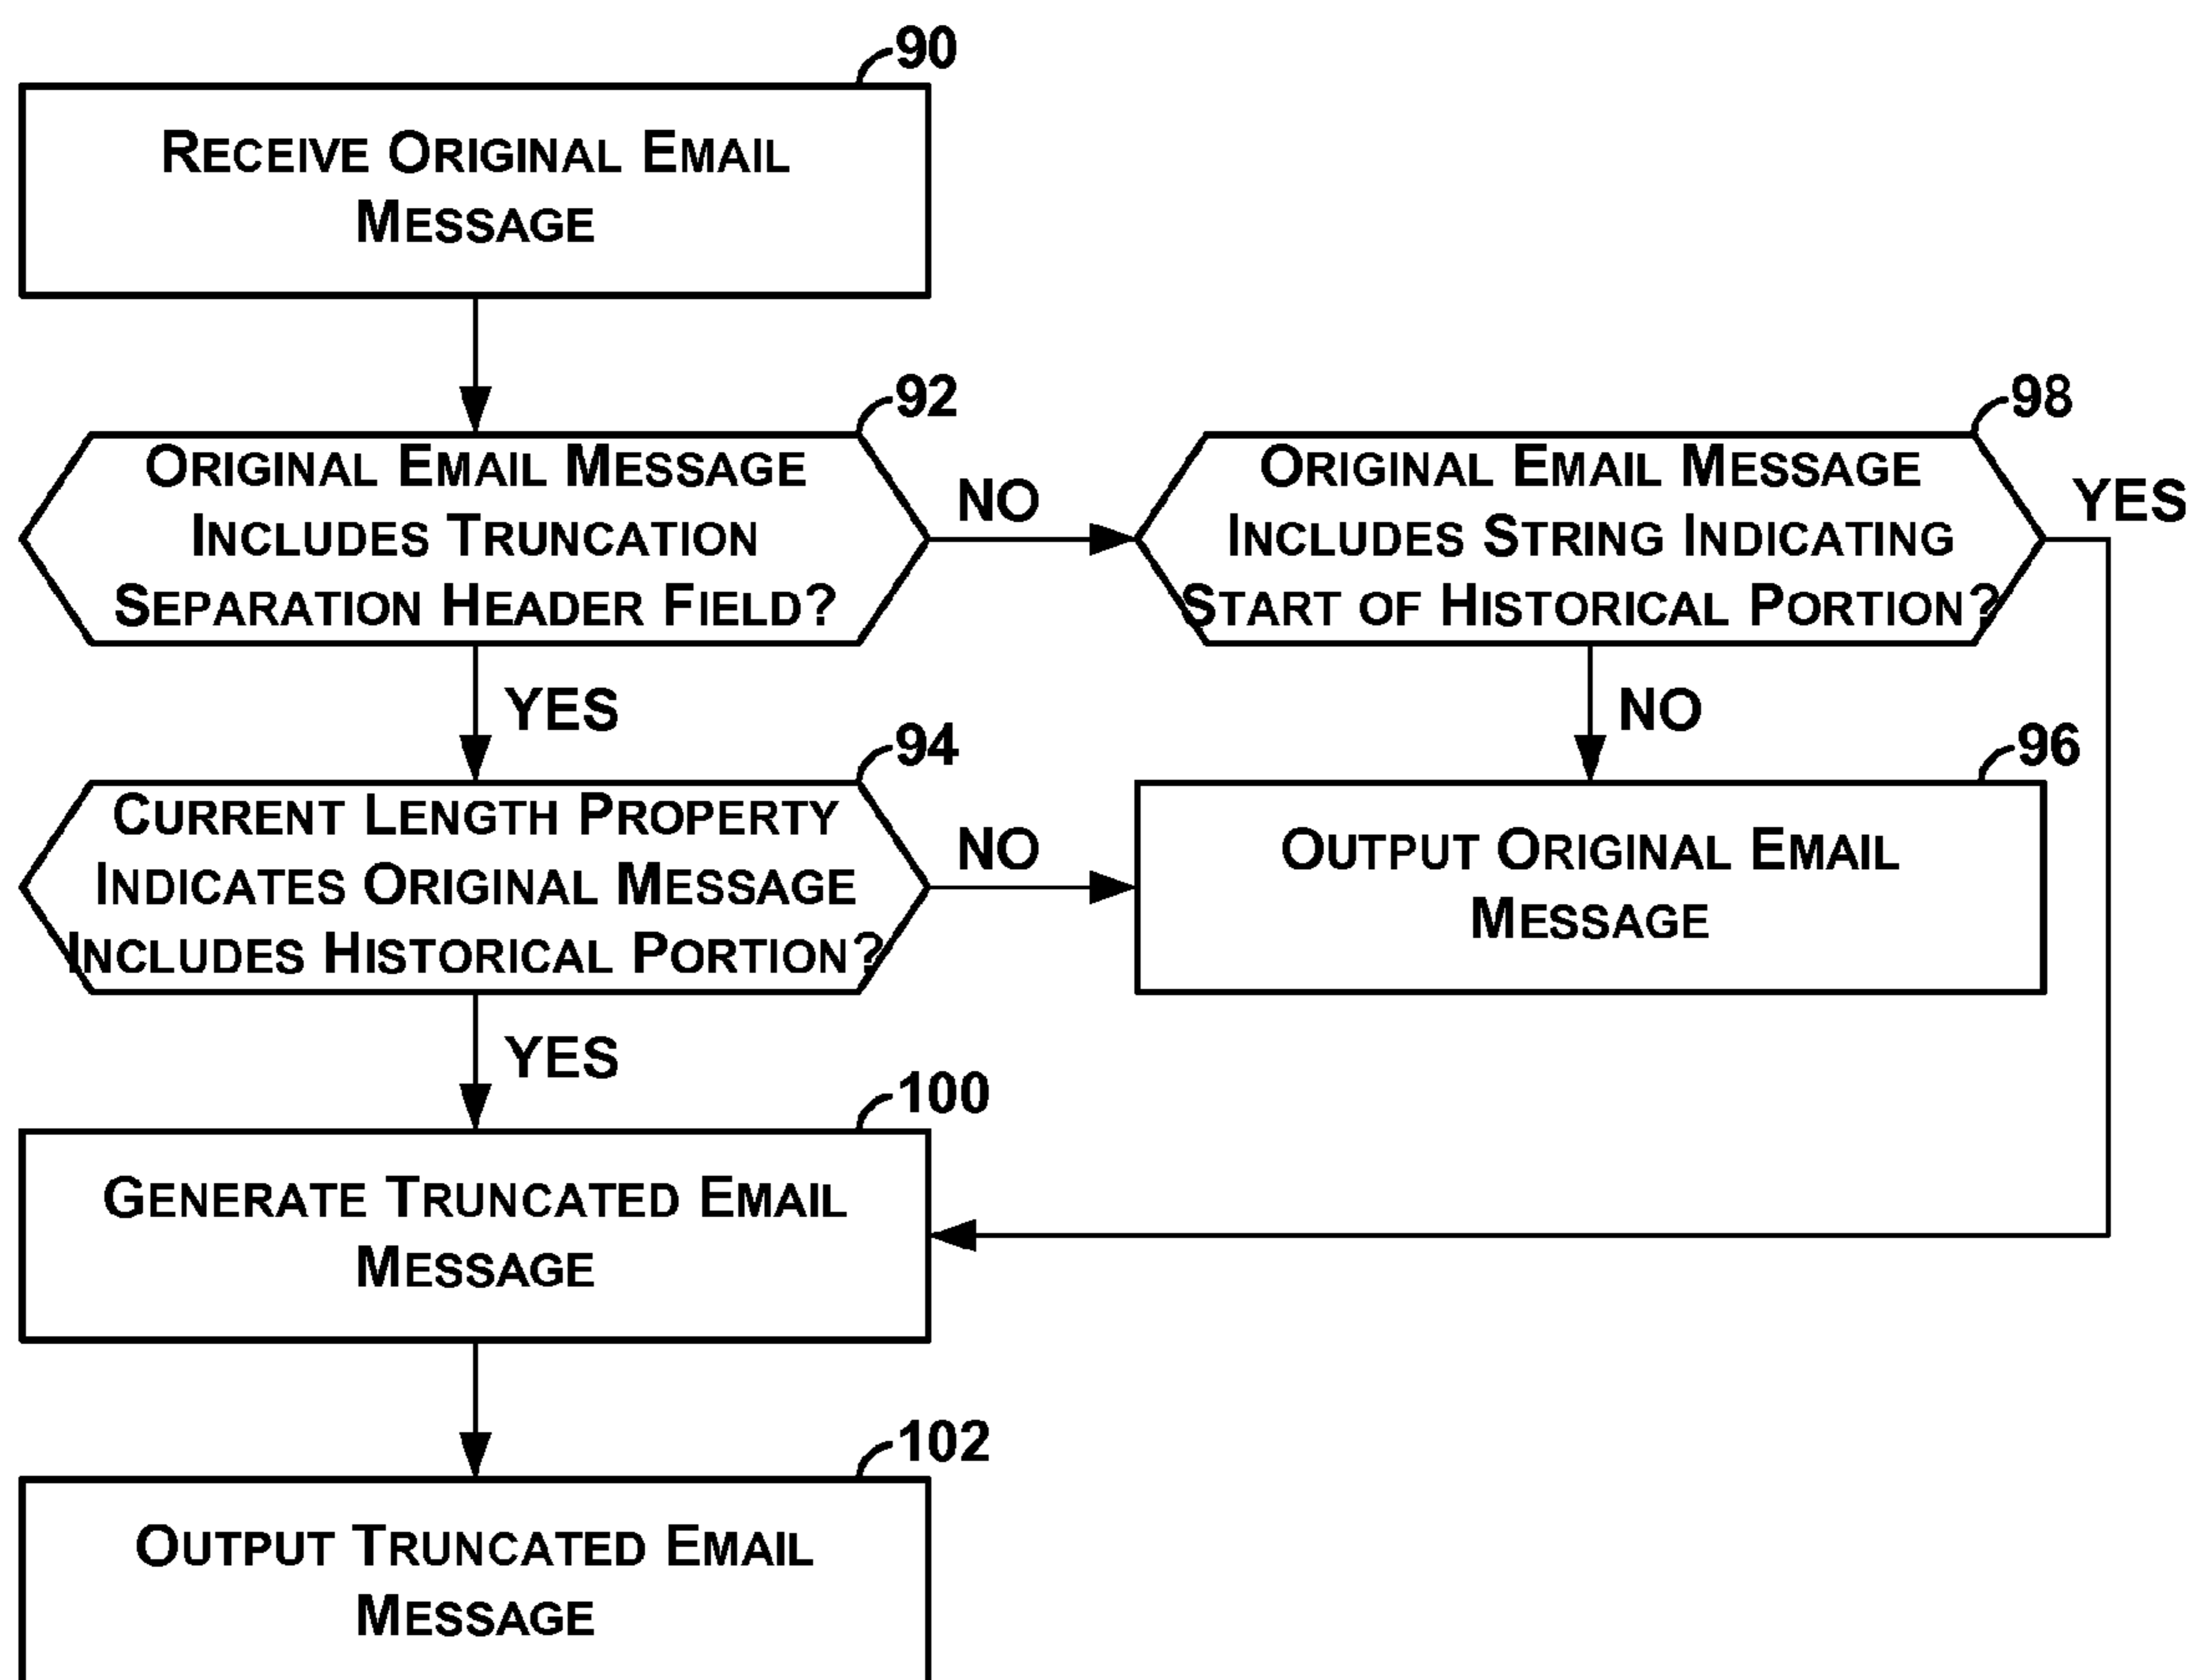 90
RECEIVE ORIGINAL EMAIL
MESSAGE
92
ORIGINAL EMAIL MESSAGE
INCLUDES TRUNCATION
SEPARATION HEADER FIELD?
NO
98
ORIGINAL EMAIL MESSAGE
INCLUDES STRING INDICATING
START OF HISTORICAL PORTION?
YES
YES
NO
94
CURRENT LENGTH PROPERTY
INDICATES ORIGINAL MESSAGE
INCLUDES HISTORICAL PORTION?
NO
96
OUTPUT ORIGINAL EMAIL
MESSAGE
YES
100
GENERATE TRUNCATED EMAIL
MESSAGE
102
OUTPUT TRUNCATED EMAIL
MESSAGE